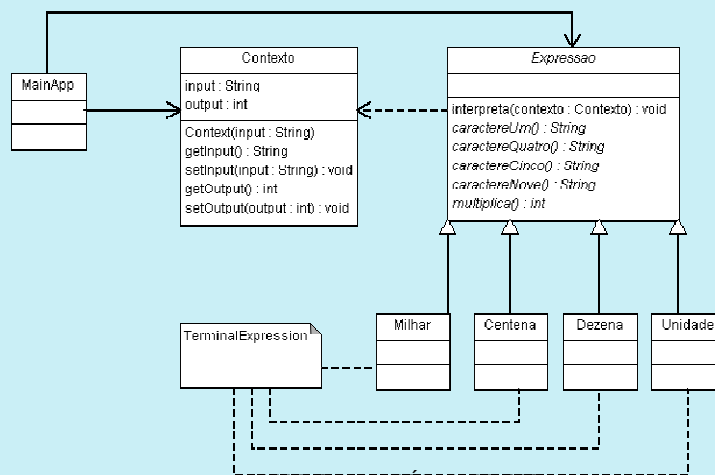 MainApp
Contexto
input : String
output : int
Context(input : String)
getInput() : String
setInput(input : String) : void
getOutput() : int
setOutput(output : int) : void
Expressao
interpreta(contexto : Contexto) : void
caractereUm() : String
caractereQuatro() : String
caractereCinco() : String
caractereNove() : String
multiplica() : int
TerminalExpression
Milhar
Centena
Dezena
Unidade